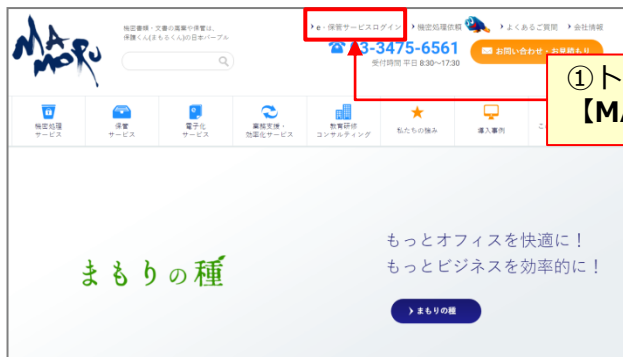 MAMORU
機密書類・文書の廃棄や保管は、
保護くん(まもるくん)の日本パープル
e・保管サービスログイン
機密処理依頼
よくあるご質問
会社情報
3-3475-6561
受付時間 平日 8:30～17:30
お問い合わせ・お見積もり
①ト
【MA
機密処理
サービス
保管
サービス
電子化
サービス
業務支援・
効率化サービス
教育研修
コンサルティング
私たちの強み
導入事例
こ
もっとオフィスを快適に！
もっとビジネスを効率的に！
まもりの種
まもりの種